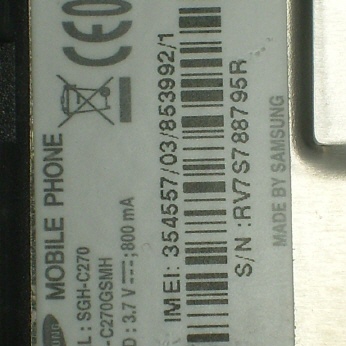 MOBILE PHONE
L : SGH-C270
-C270GSMH
D : 3.7 V ; 800 mA
IMEI: 354557/03/853992/1
S/N :RV7S788795R
MADE BY SAMSUNG